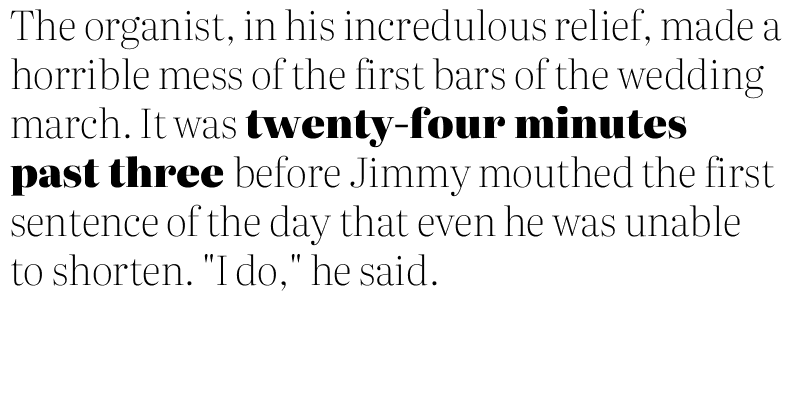 The organist, in his incredulous relief, made a
horrible mess of the first bars of the wedding
march. It was twenty-four minutes
past three before Jimmy mouthed the first
sentence of the day that even he was unable
to shorten. "I do," he said.